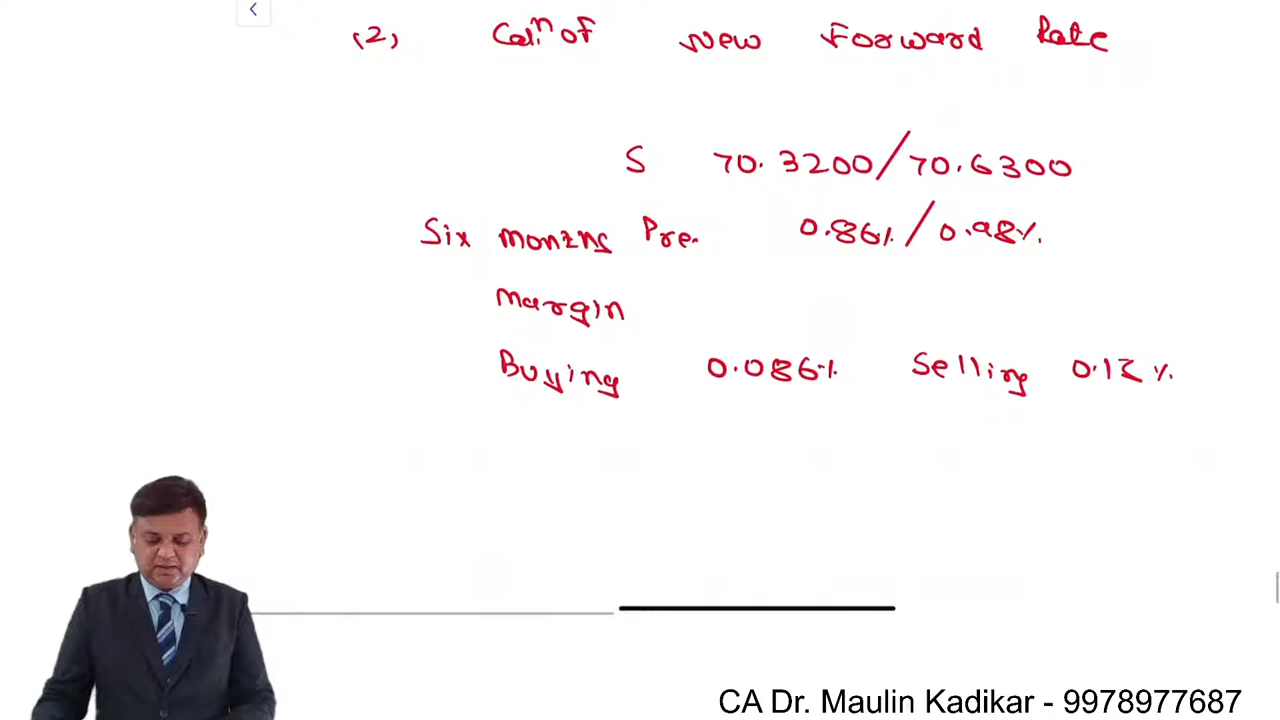 (2) Caln of New Forward Rate
S 70.3200/70.6300
Six months Pre. 0.86%/0.98%
Margin
Buying 0.086% Selling 0.12%
CA Dr. Maulin Kadikar - 9978977687